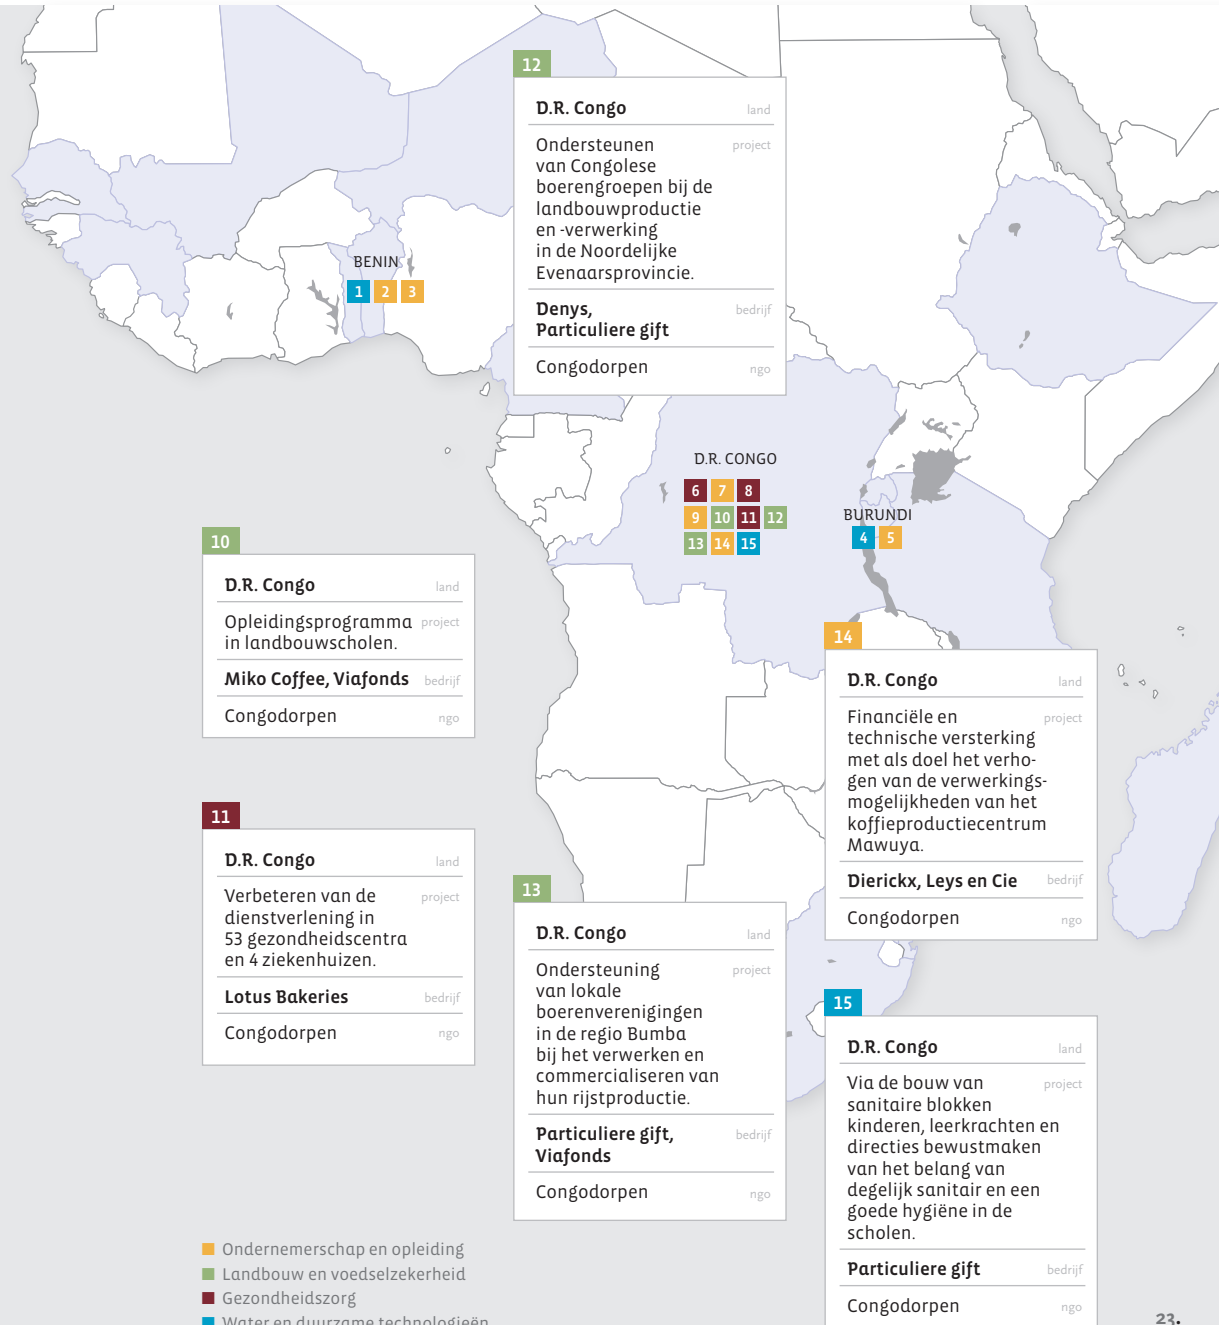 12
D.R. Congo land
Ondersteunen project
van Congolese
boerengroepen bij de
landbouwproductie
en -verwerking
in de Noordelijke
Evenaarsprovincie.
Denys, bedrijf
Particuliere gift
Congodorpen ngo
BENIN
1 2 3
D.R. CONGO
6 7 8
9 10 11 12
13 14 15
BURUNDI
4 5
10
D.R. Congo land
Opleidingsprogramma project
in landbouwscholen.
Miko Coffee, Viafonds bedrijf
Congodorpen ngo
11
D.R. Congo land
Verbeteren van de project
dienstverlening in
53 gezondheidscentra
en 4 ziekenhuizen.
Lotus Bakeries bedrijf
Congodorpen ngo
13
D.R. Congo land
Ondersteuning project
van lokale
boerenverenigingen
in de regio Bumba
bij het verwerken en
commercialiseren van
hun rijstproductie.
Particuliere gift, bedrijf
Viafonds
Congodorpen ngo
14
D.R. Congo land
Financiële en project
technische versterking
met als doel het verho-
gen van de verwerkings-
mogelijkheden van het
koffieproductiecentrum
Mawuya.
Dierickx, Leys en Cie bedrijf
Congodorpen ngo
15
D.R. Congo land
Via de bouw van project
sanitaire blokken
kinderen, leerkrachten en
directies bewustmaken
van het belang van
degelijk sanitair en een
goede hygiëne in de
scholen.
Particuliere gift bedrijf
Congodorpen ngo
Ondernemerschap en opleiding
Landbouw en voedselzekerheid
Gezondheidszorg
Water en duurzame technologieën
23.